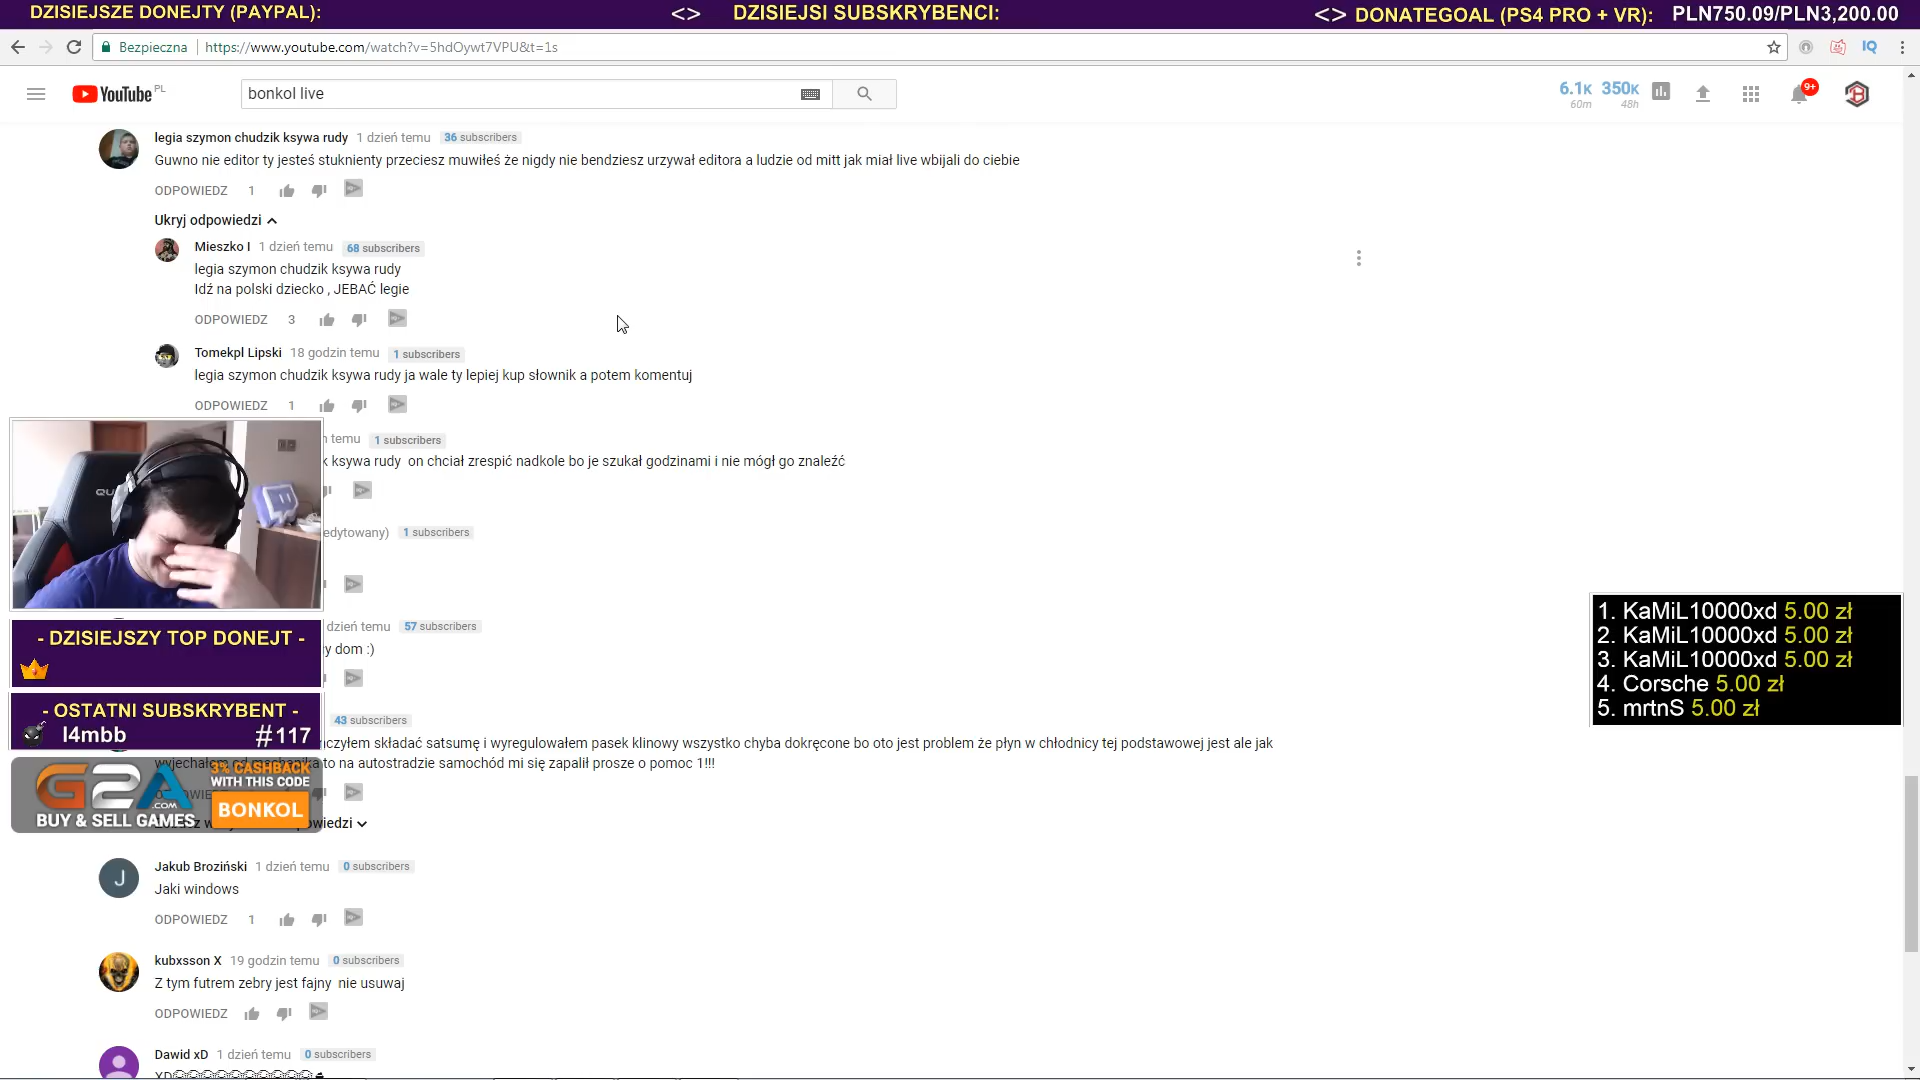 DZISIEJSZE DONEJTY (PAYPAL):
<> DZISIEJSI SUBSKRYBENCI:
<> DONATEGOAL (PS4 PRO + VR): PLN750.09/PLN3,200.00
Bezpieczna https://www.youtube.com/watch?v=5hdOywt7VPU&t=1s
IQ
YouTube PL
bonkol live
6.1K 60m
350K 48h
9+
legia szymon chudzik ksywa rudy 1 dzień temu 36 subscribers
Guwno nie editor ty jesteś stuknienty przeciesz muwiłeś że nigdy nie bendziesz urzywał editora a ludzie od mitt jak miał live wbijali do ciebie
ODPOWIEDZ 1
Ukryj odpowiedzi
Mieszko I 1 dzień temu 68 subscribers
legia szymon chudzik ksywa rudy
Idź na polski dziecko , JEBAĆ legie
ODPOWIEDZ 3
Tomekpl Lipski 18 godzin temu 1 subscribers
legia szymon chudzik ksywa rudy ja wale ty lepiej kup słownik a potem komentuj
ODPOWIEDZ 1
temu 1 subscribers
ksywa rudy on chciał zrespić nadkole bo je szukał godzinami i nie mógł go znaleźć
edytowany) 1 subscribers
dzień temu 57 subscribers
y dom :)
- DZISIEJSZY TOP DONEJT -
- OSTATNI SUBSKRYBENT -
l4mbb #117
43 subscribers
czyłem składać satsumę i wyregulowałem pasek klinowy wszystko chyba dokręcone bo oto jest problem że płyn w chłodnicy tej podstawowej jest ale jak
wyjechałem od mechanika to na autostradzie samochód mi się zapalił prosze o pomoc 1!!!
G2A.COM
BUY & SELL GAMES
3% CASHBACK
WITH THIS CODE
BONKOL
wiedzi
1. KaMiL10000xd 5.00 zł
2. KaMiL10000xd 5.00 zł
3. KaMiL10000xd 5.00 zł
4. Corsche 5.00 zł
5. mrtnS 5.00 zł
J
Jakub Broziński 1 dzień temu 0 subscribers
Jaki windows
ODPOWIEDZ 1
kubxsson X 19 godzin temu 0 subscribers
Z tym futrem zebry jest fajny nie usuwaj
ODPOWIEDZ
Dawid xD 1 dzień temu 0 subscribers
XD